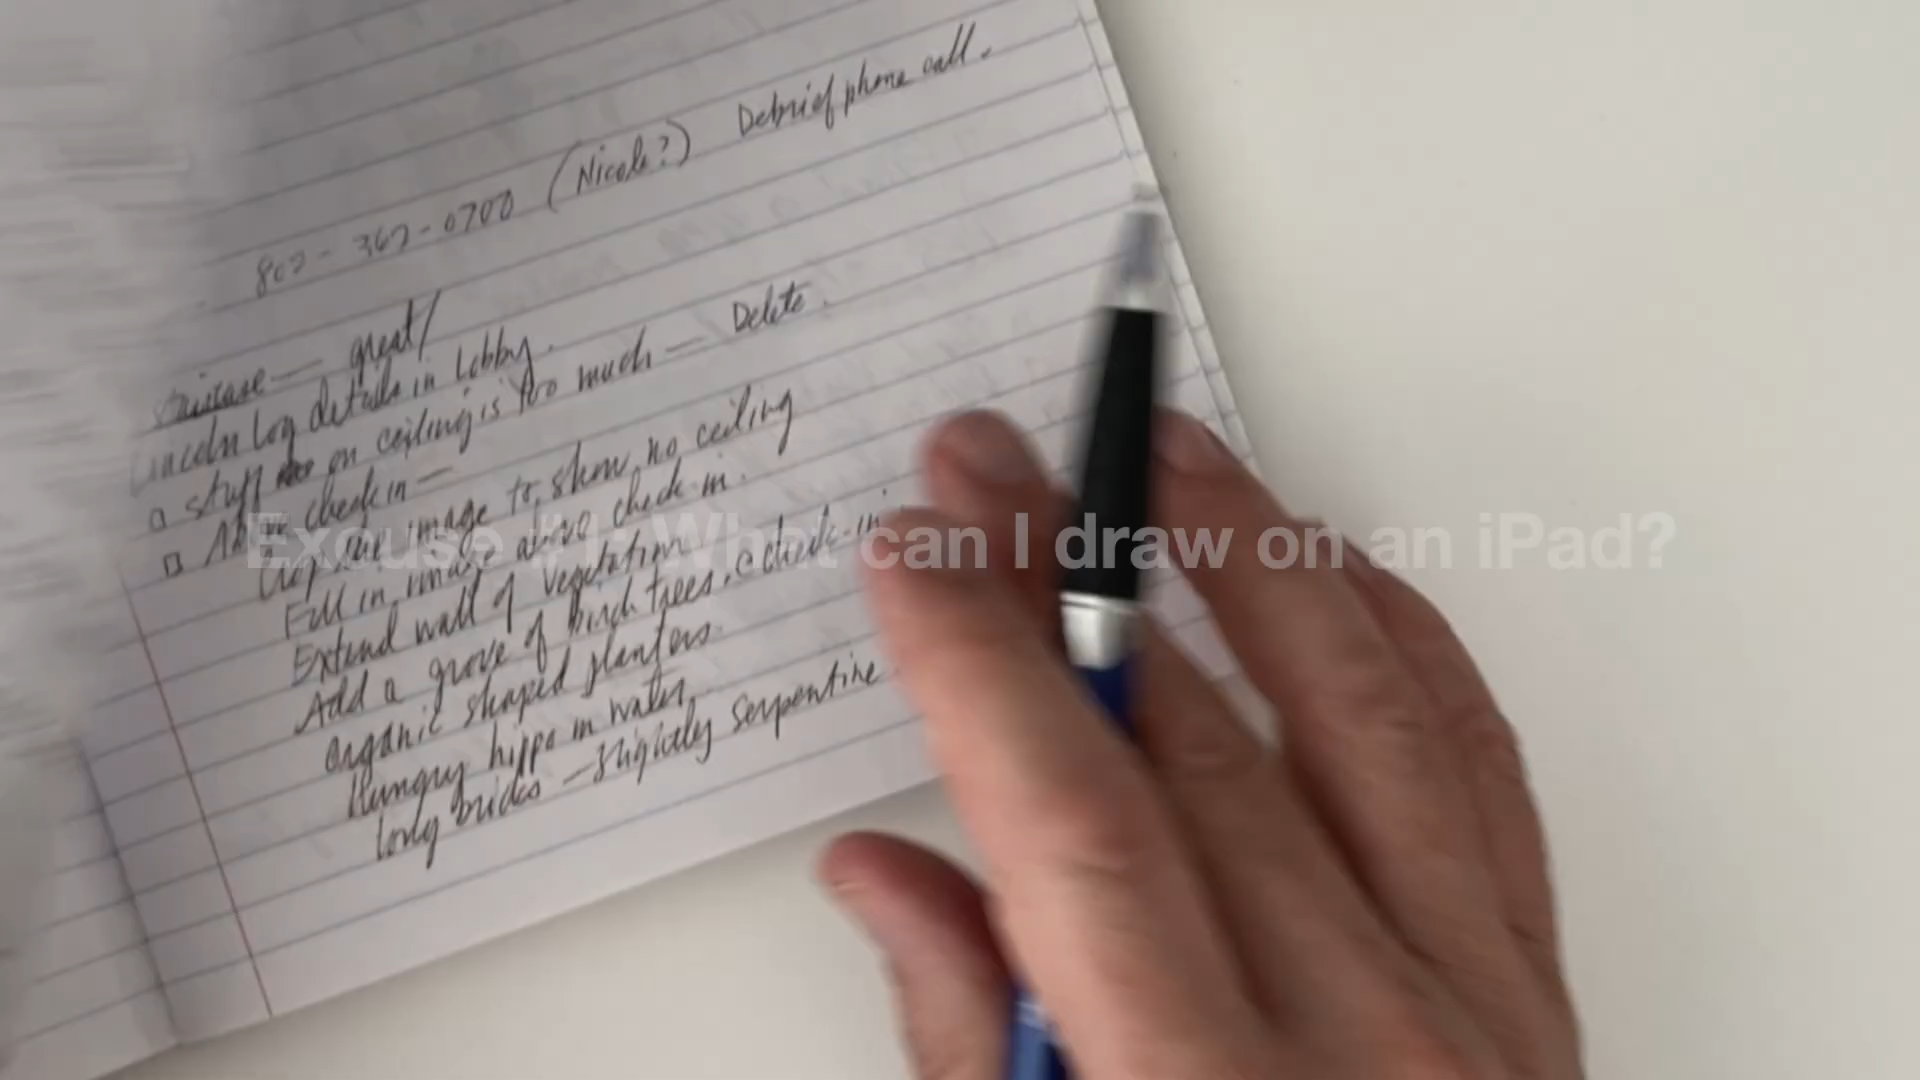 Debrief phone call.
(Nicole?)
staircase — great/
Lincoln Log details in Lobby.
stuff on ceiling is too much — Delete.
Above check in —
Crop the image to show no ceiling
Fill in image above check-in.
Extend wall of vegetation
Add a grove of birch trees. @ check-in
organic shaped planters.
Hungry hippo in water.
long bricks — slightly serpentine
Excuse #1: What can I draw on an iPad?